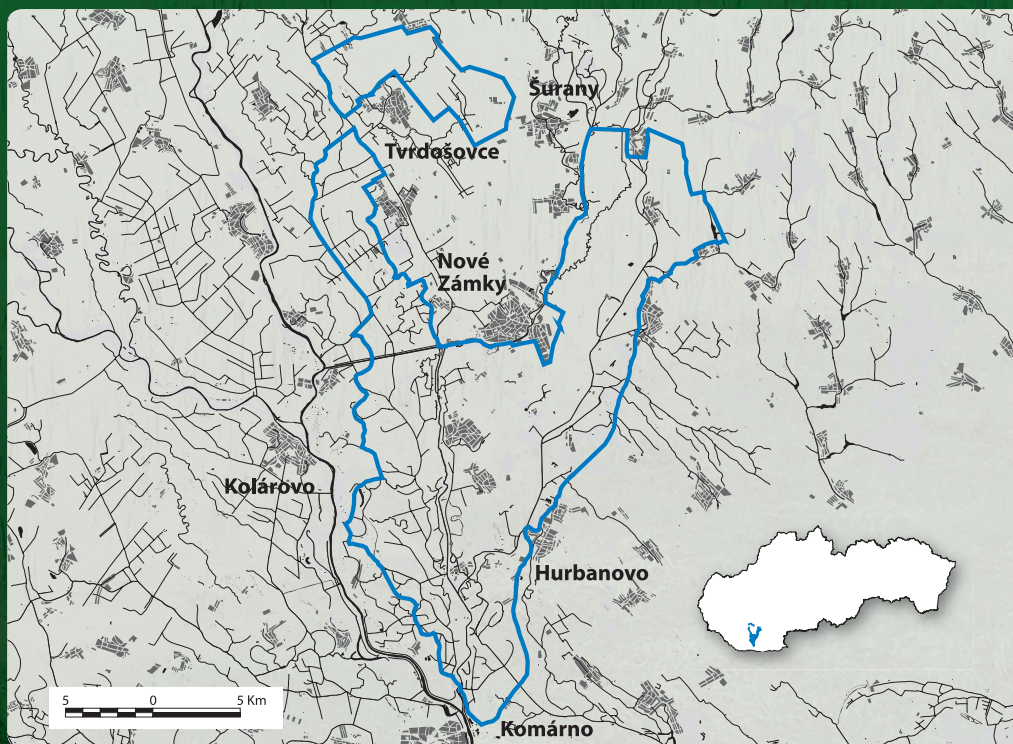 Šurany
Tvrdošovce
Nové
Zámky
Kolárovo
Hurbanovo
5 0 5 Km
Komárno